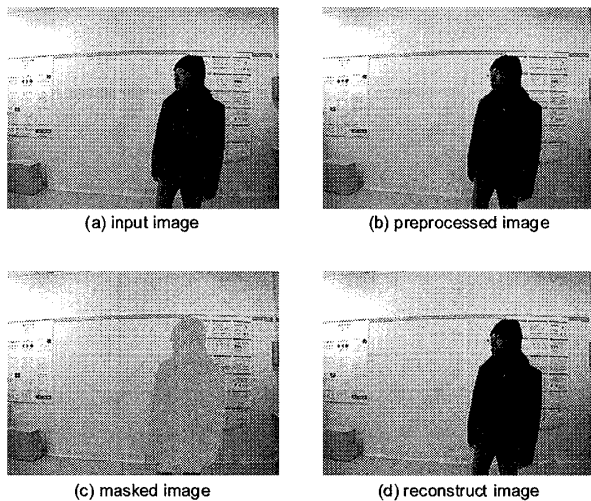 (a) input image
(b) preprocessed image
(c) masked image
(d) reconstruct image